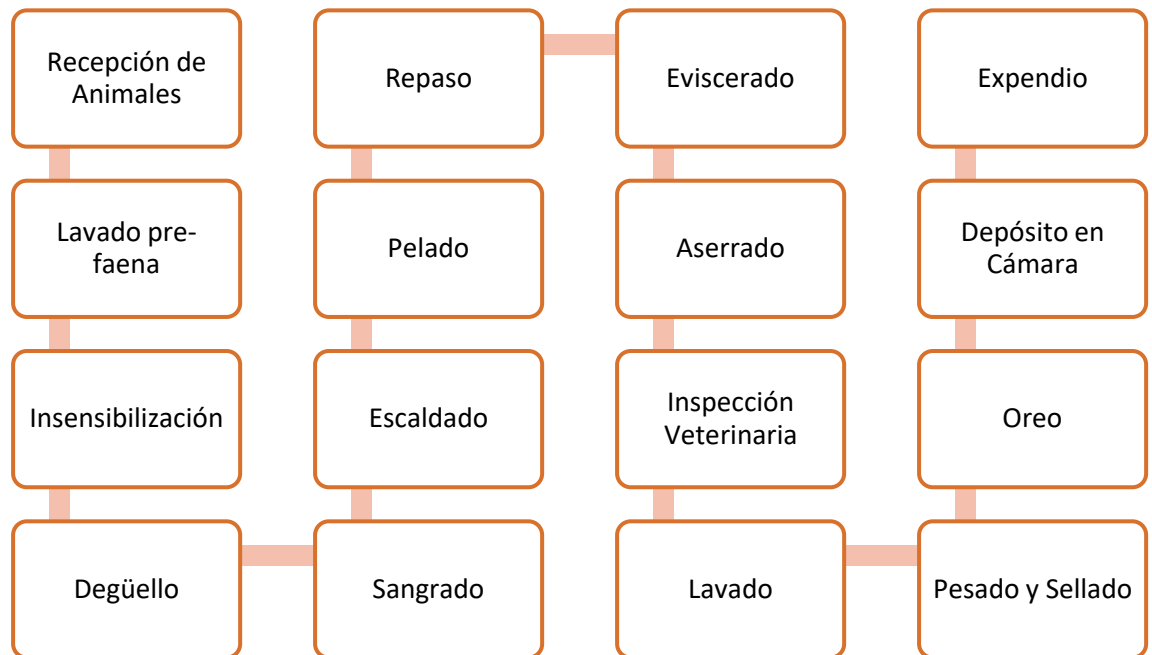 Recepción de
Animales
Lavado pre-
faena
Insensibilización
Degüello
Sangrado
Escaldado
Pelado
Repaso
Eviscerado
Aserrado
Inspección
Veterinaria
Lavado
Pesado y Sellado
Oreo
Depósito en
Cámara
Expendio